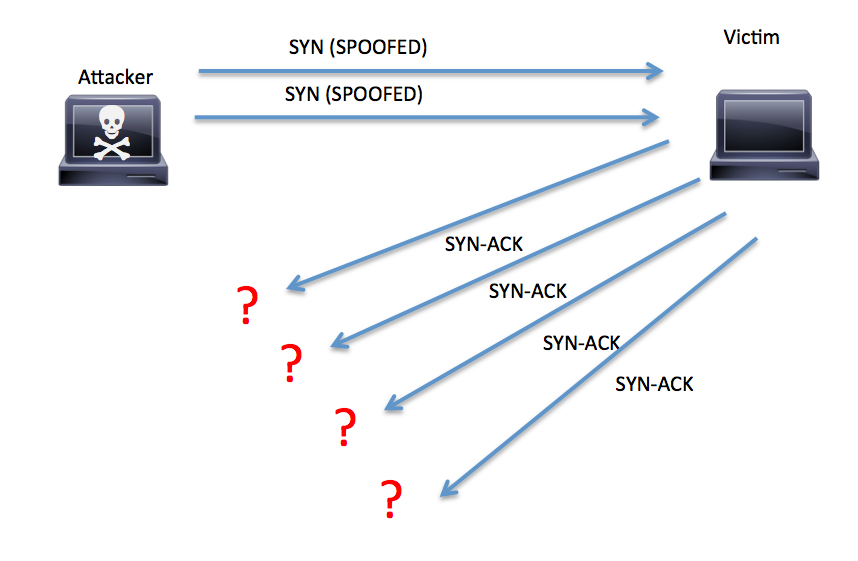 SYN (SPOOFED)
Victim
Attacker
SYN (SPOOFED)
SYN-ACK
?
SYN-ACK
?
SYN-ACK
SYN-ACK
?
?